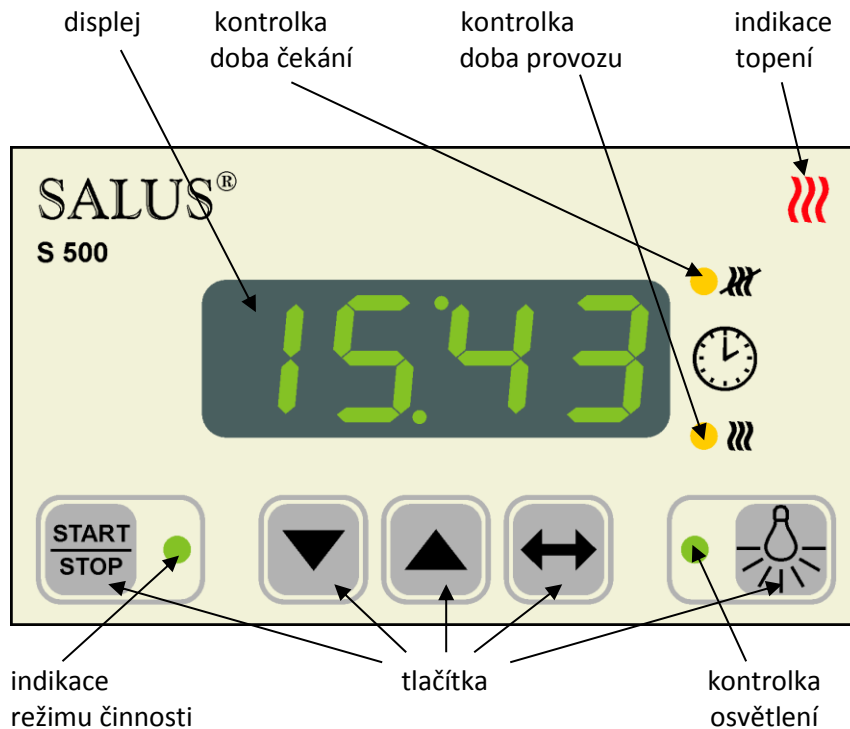 displej
kontrolka
doba čekání
kontrolka
doba provozu
indikace
topení
SALUS®
S 500
15:43
START
STOP
indikace
režimu činnosti
tlačítka
kontrolka
osvětlení